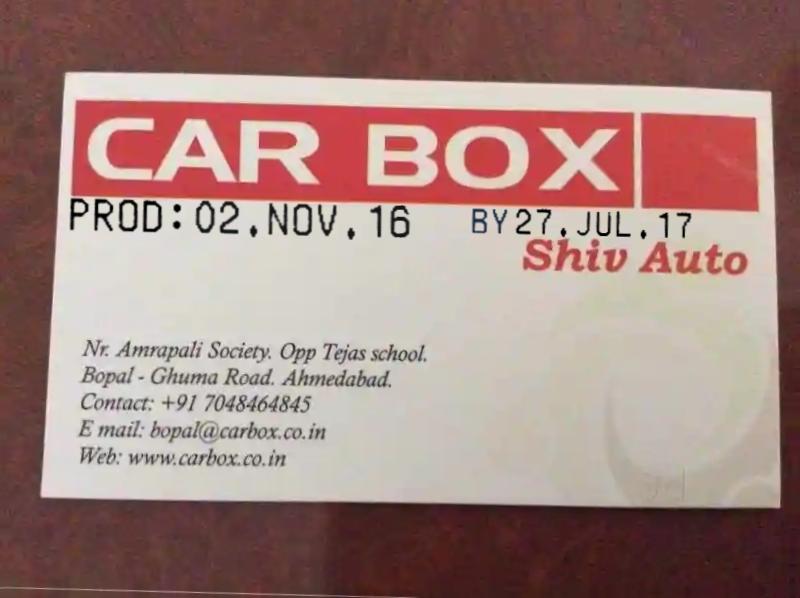 CAR BOX
PROD:02.NOV.16 BY27.JUL.17
Shiv Auto
Nr. Amrapali Society. Opp Tejas school.
Bopal - Ghuma Road. Ahmedabad.
Contact: +91 7048464845
E mail: bopal@carbox.co.in
Web: www.carbox.co.in